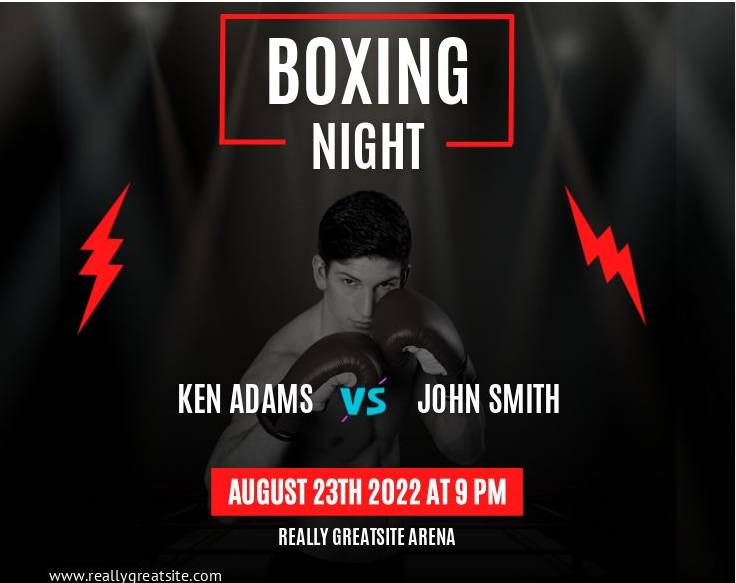 BOXING
NIGHT
KEN ADAMS VS JOHN SMITH
AUGUST 23TH 2022 AT 9 PM
REALLY GREATSITE ARENA
www.reallygreatsite.com